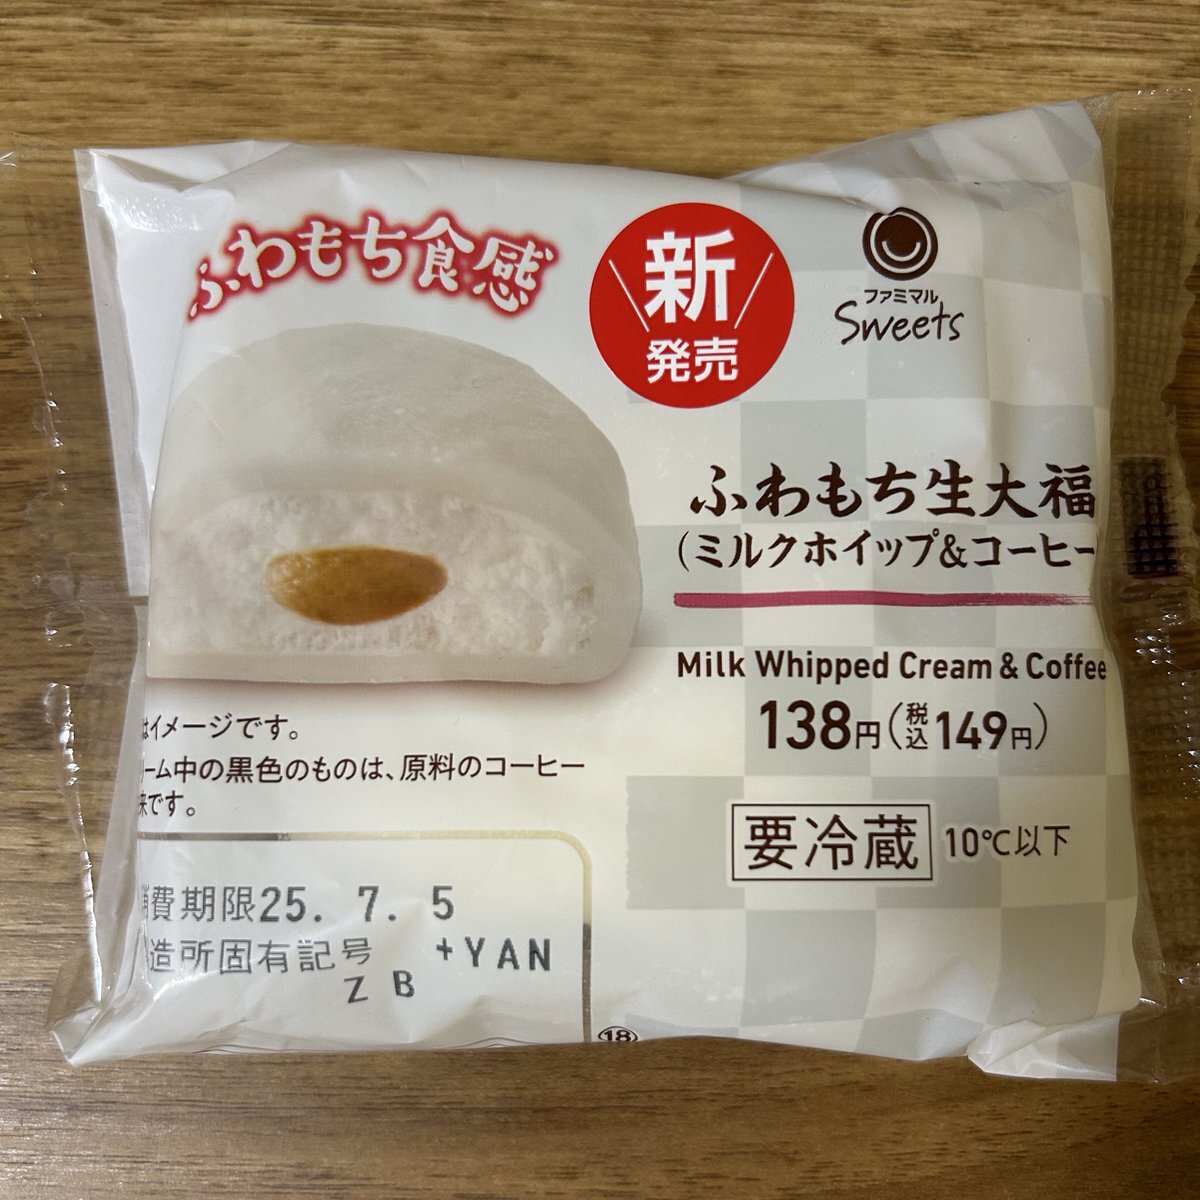 ふわもち食感
新
発売
ファミマル
Sweets
ふわもち生大福
(ミルクホイップ&コーヒー
Milk Whipped Cream & Coffee
138円(税込149円)
はイメージです。
ーム中の黒色のものは、原料のコーヒー
来です。
要冷蔵 10℃以下
消費期限25. 7. 5
造所固有記号 +YAN
ZB
⑱